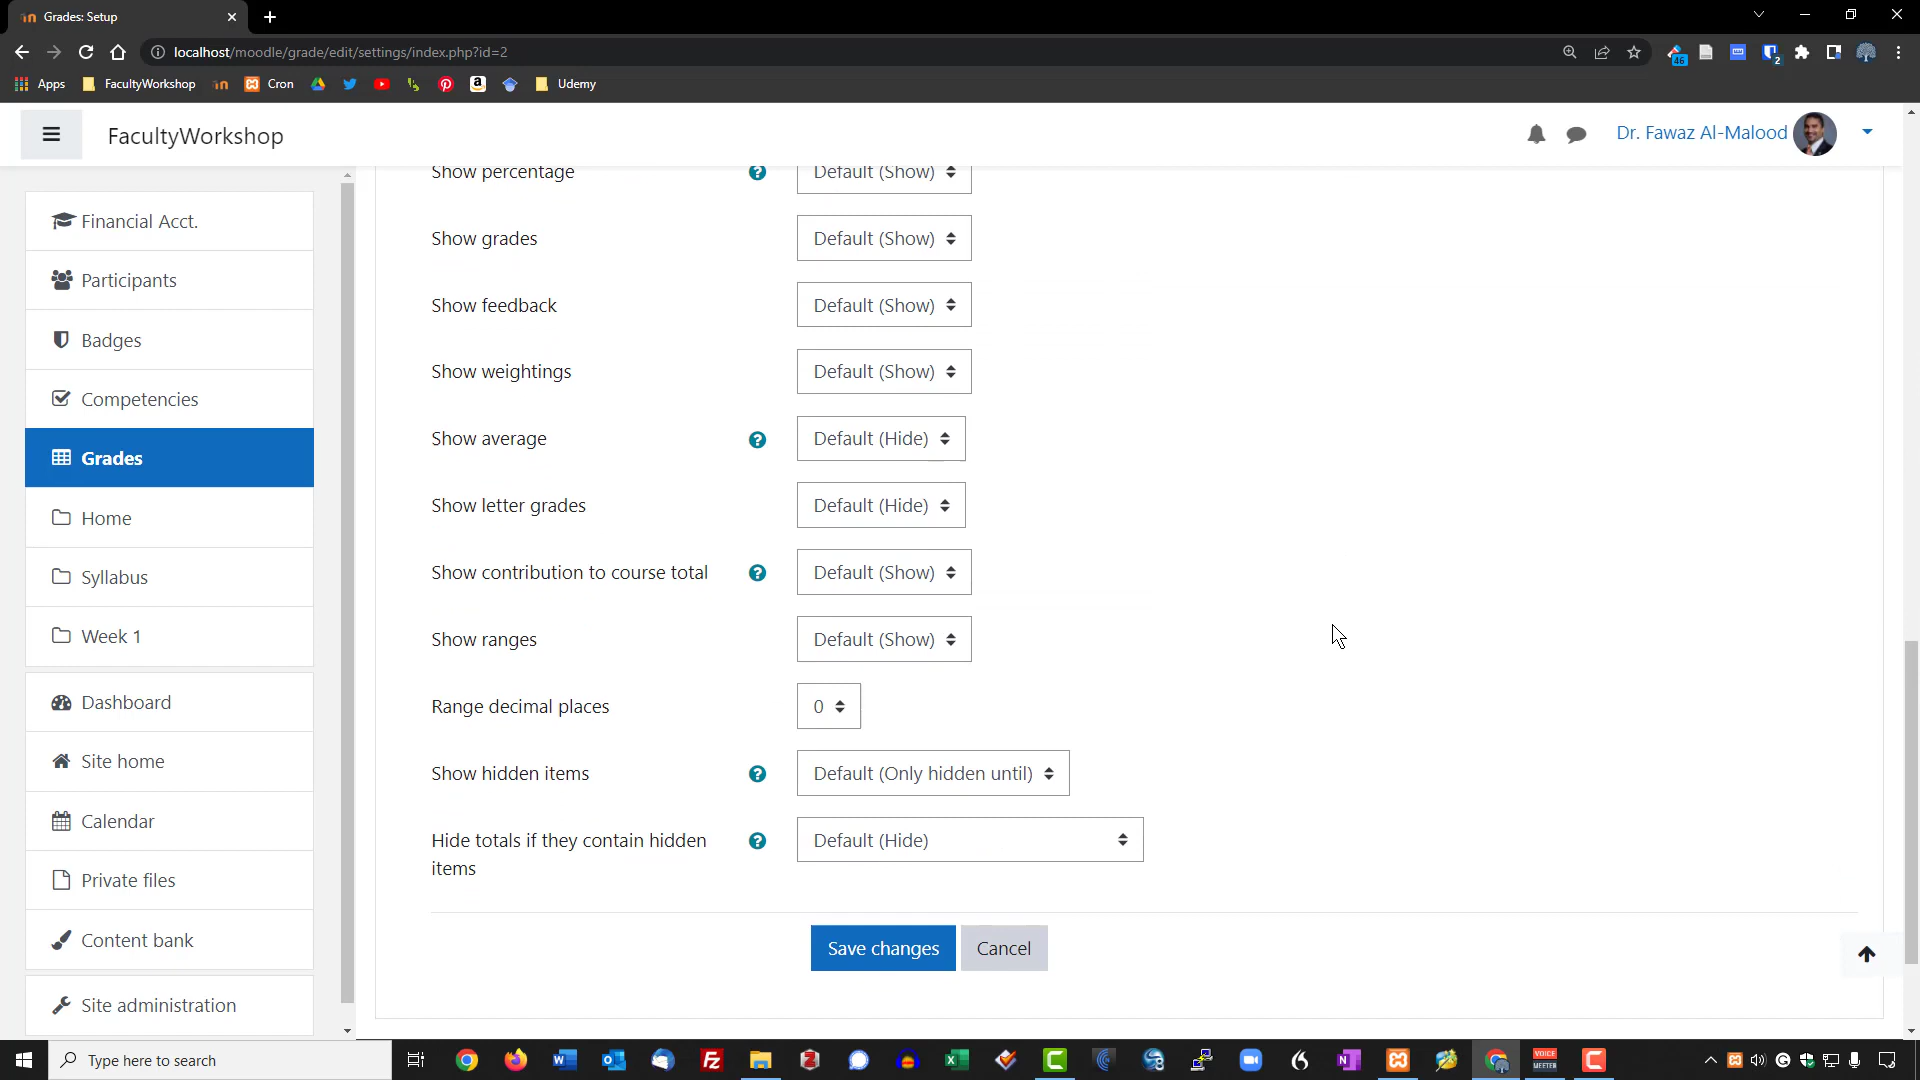 Grades: Setup
localhost/moodle/grade/edit/settings/index.php?id=2
46
2
Apps
FacultyWorkshop
Cron
Udemy
FacultyWorkshop
Dr. Fawaz Al-Malood
Financial Acct.
Participants
Badges
Competencies
Grades
Home
Syllabus
Week 1
Dashboard
Site home
Calendar
Private files
Content bank
Site administration
Show percentage
Default (Show)
Show grades
Default (Show)
Show feedback
Default (Show)
Show weightings
Default (Show)
Show average
Default (Hide)
Show letter grades
Default (Hide)
Show contribution to course total
Default (Show)
Show ranges
Default (Show)
Range decimal places
0
Show hidden items
Default (Only hidden until)
Hide totals if they contain hidden
items
Default (Hide)
Save changes
Cancel
Type here to search
VOICE
MEETER